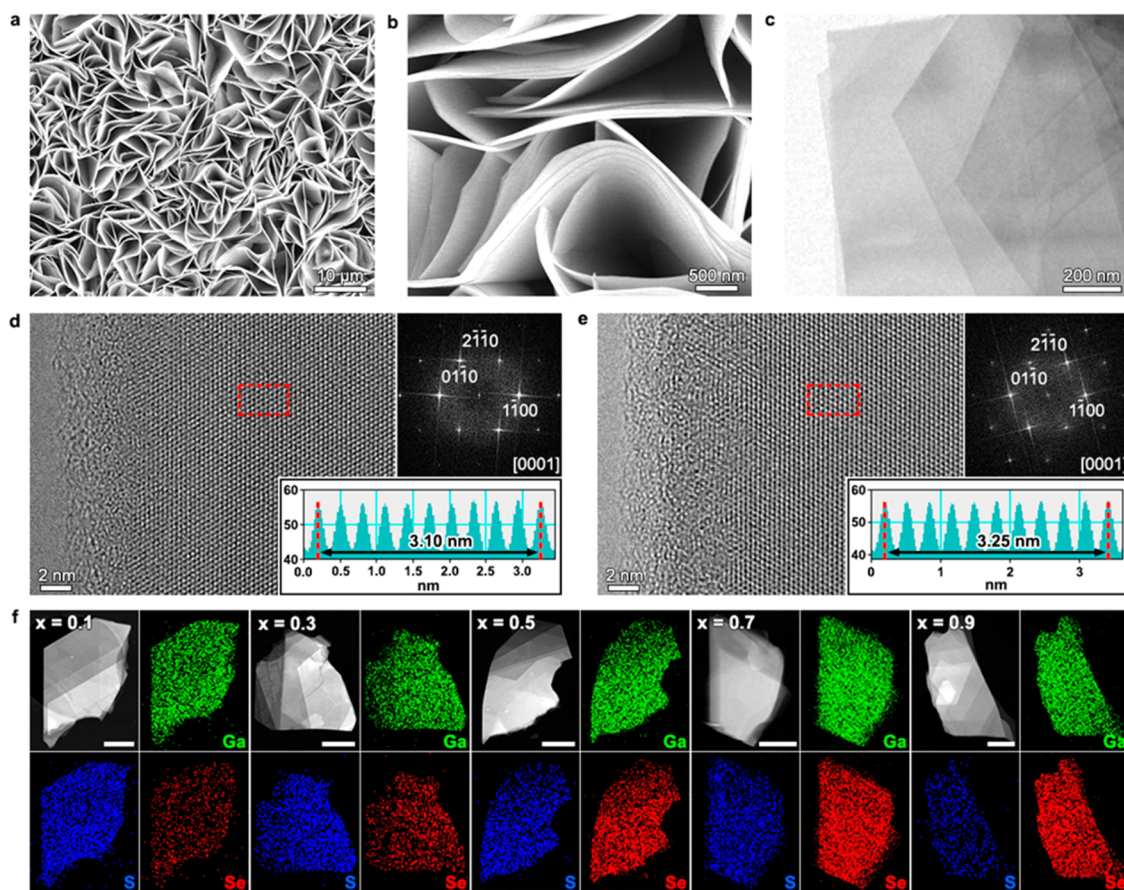 a
b
c
10 μm
500 nm
200 nm
d
e
2110
0110
1100
[0001]
2110
0110
1100
[0001]
60
50
40
3.10 nm
0.0 0.5 1.0 1.5 2.0 2.5 3.0
nm
2 nm
60
50
40
3.25 nm
0 1 2 3
nm
2 nm
f
x = 0.1
x = 0.3
x = 0.5
x = 0.7
x = 0.9
Ga
Ga
Ga
Ga
Ga
S
Se
S
Se
S
Se
S
Se
S
Se